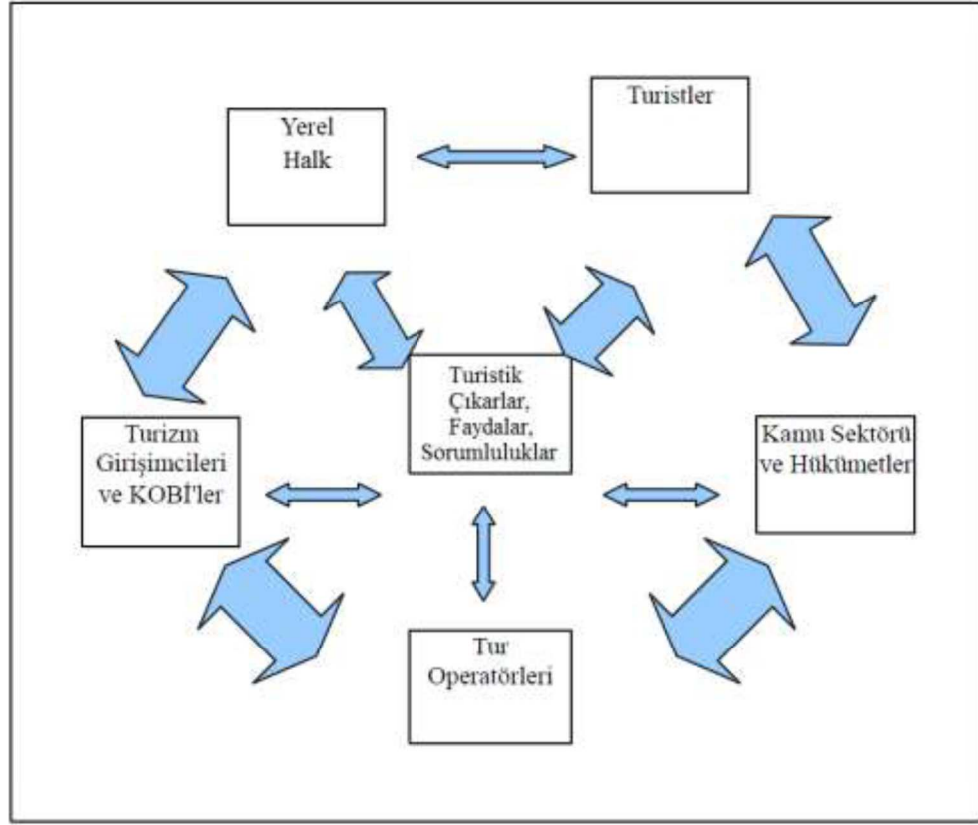 Yerel
Halk
Turistler
Turistik
Çıkarlar,
Faydalar,
Sorumluluklar
Turizm
Girişimcileri
ve KOBİ'ler
Kamu Sektörü
ve Hükümetler
Tur
Operatörleri